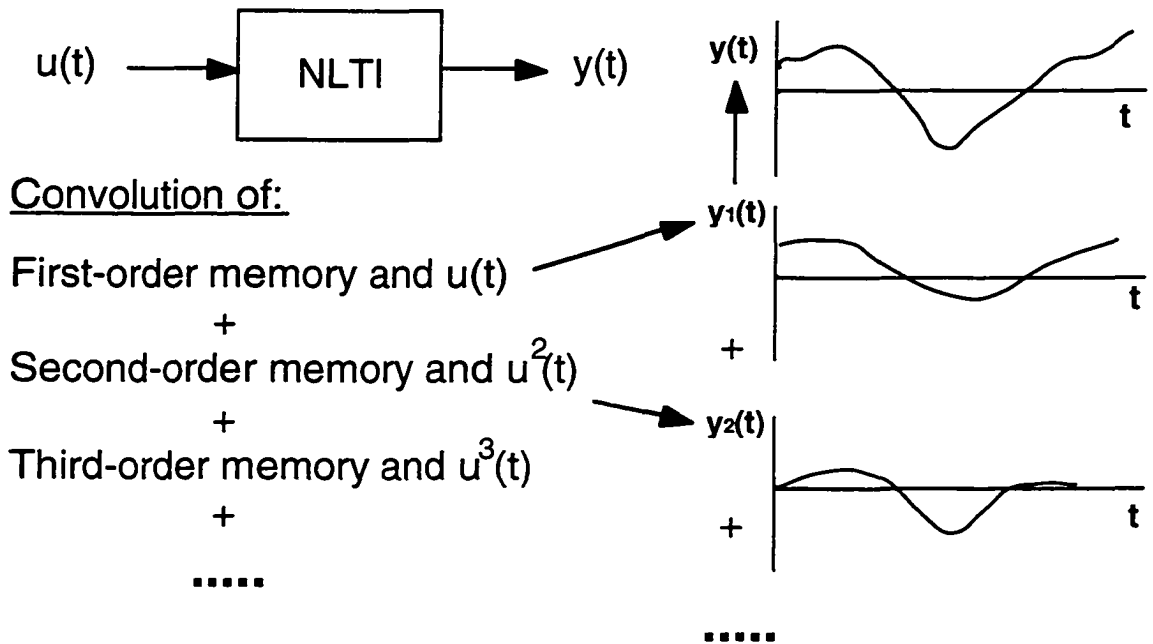 u(t) NLTI y(t)
Convolution of:
First-order memory and u(t)
+
Second-order memory and u²(t)
+
Third-order memory and u³(t)
+
.....
y(t)
t
y₁(t)
t
+
y₂(t)
t
+
.....